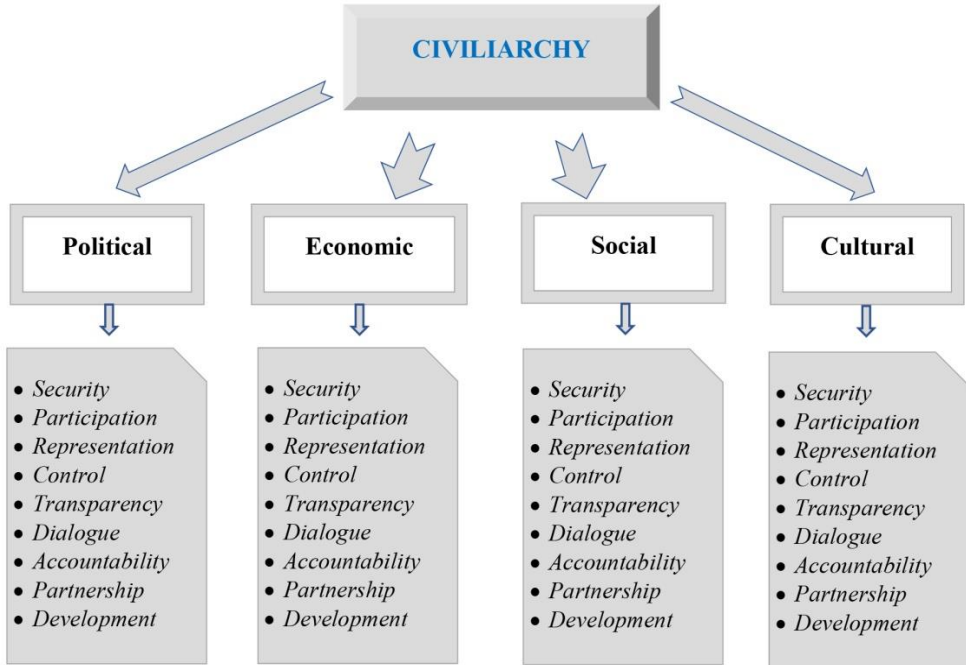 CIVILIARCHY
Political
Economic
Social
Cultural
• Security
• Participation
• Representation
• Control
• Transparency
• Dialogue
• Accountability
• Partnership
• Development
• Security
• Participation
• Representation
• Control
• Transparency
• Dialogue
• Accountability
• Partnership
• Development
• Security
• Participation
• Representation
• Control
• Transparency
• Dialogue
• Accountability
• Partnership
• Development
• Security
• Participation
• Representation
• Control
• Transparency
• Dialogue
• Accountability
• Partnership
• Development